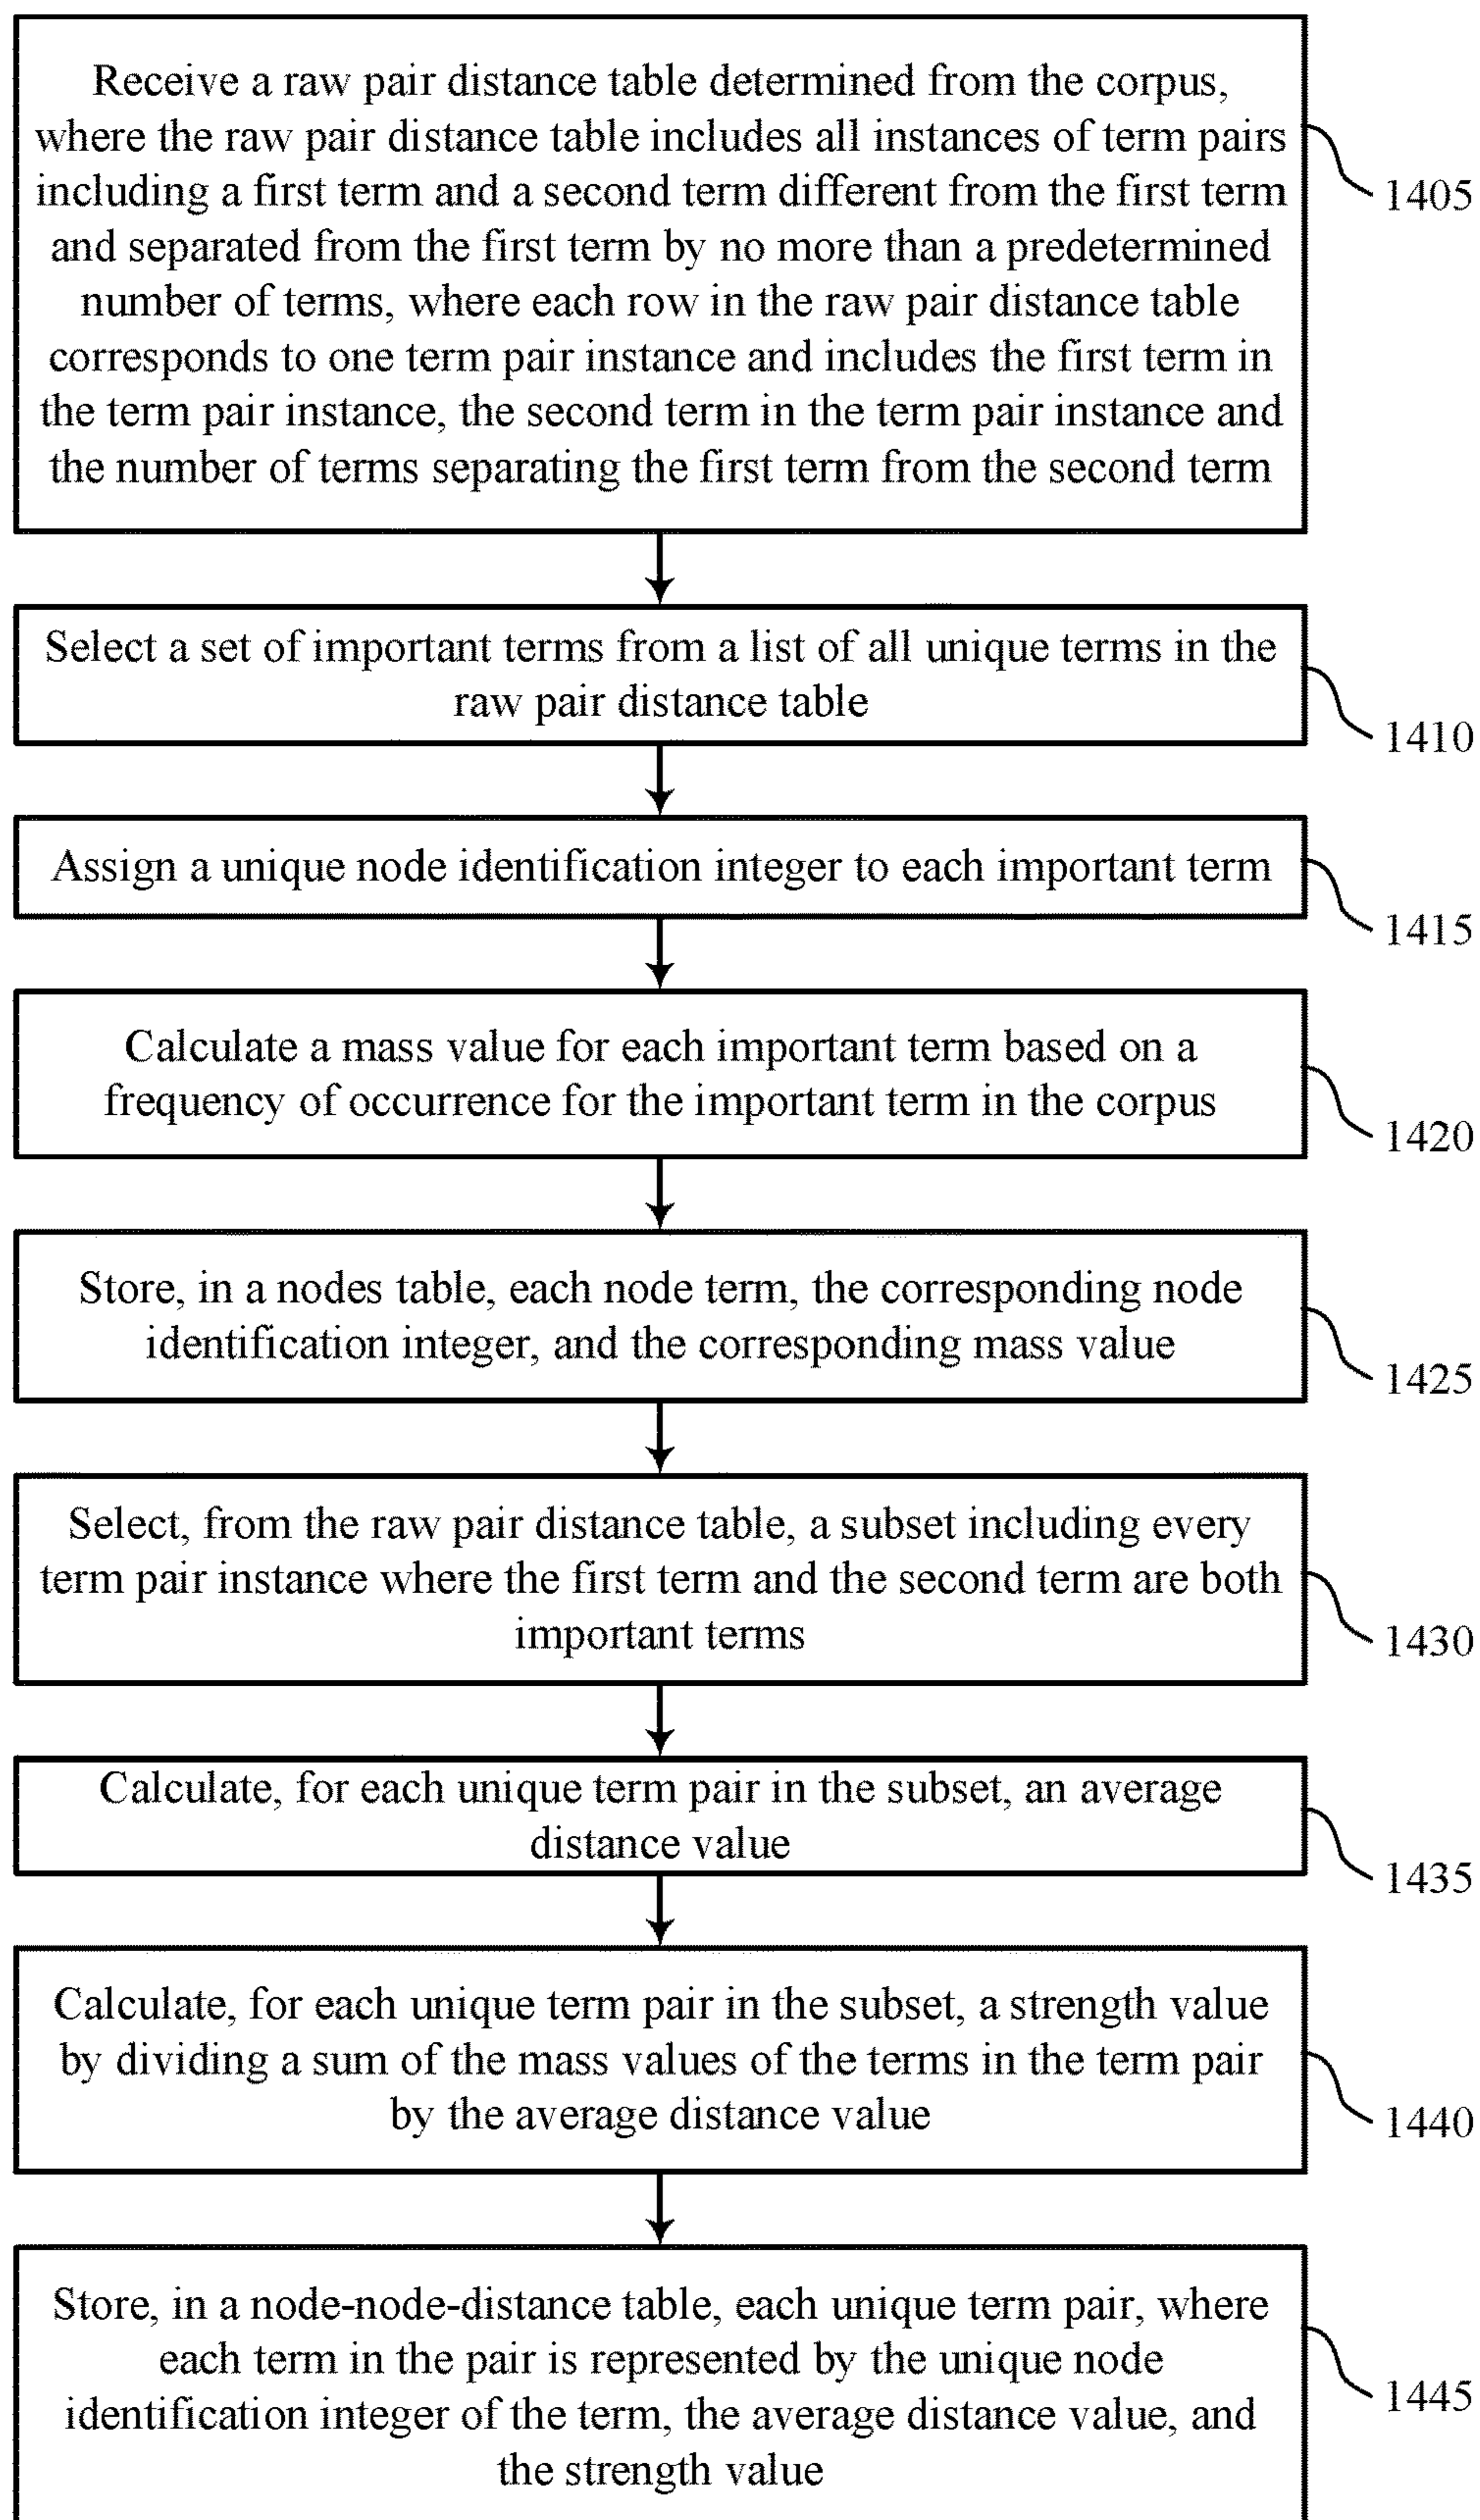 Receive a raw pair distance table determined from the corpus,
where the raw pair distance table includes all instances of term pairs
including a first term and a second term different from the first term
and separated from the first term by no more than a predetermined
number of terms, where each row in the raw pair distance table
corresponds to one term pair instance and includes the first term in
the term pair instance, the second term in the term pair instance and
the number of terms separating the first term from the second term
1405
Select a set of important terms from a list of all unique terms in the
raw pair distance table
1410
Assign a unique node identification integer to each important term
1415
Calculate a mass value for each important term based on a
frequency of occurrence for the important term in the corpus
1420
Store, in a nodes table, each node term, the corresponding node
identification integer, and the corresponding mass value
1425
Select, from the raw pair distance table, a subset including every
term pair instance where the first term and the second term are both
important terms
1430
Calculate, for each unique term pair in the subset, an average
distance value
1435
Calculate, for each unique term pair in the subset, a strength value
by dividing a sum of the mass values of the terms in the term pair
by the average distance value
1440
Store, in a node-node-distance table, each unique term pair, where
each term in the pair is represented by the unique node
identification integer of the term, the average distance value, and
the strength value
1445